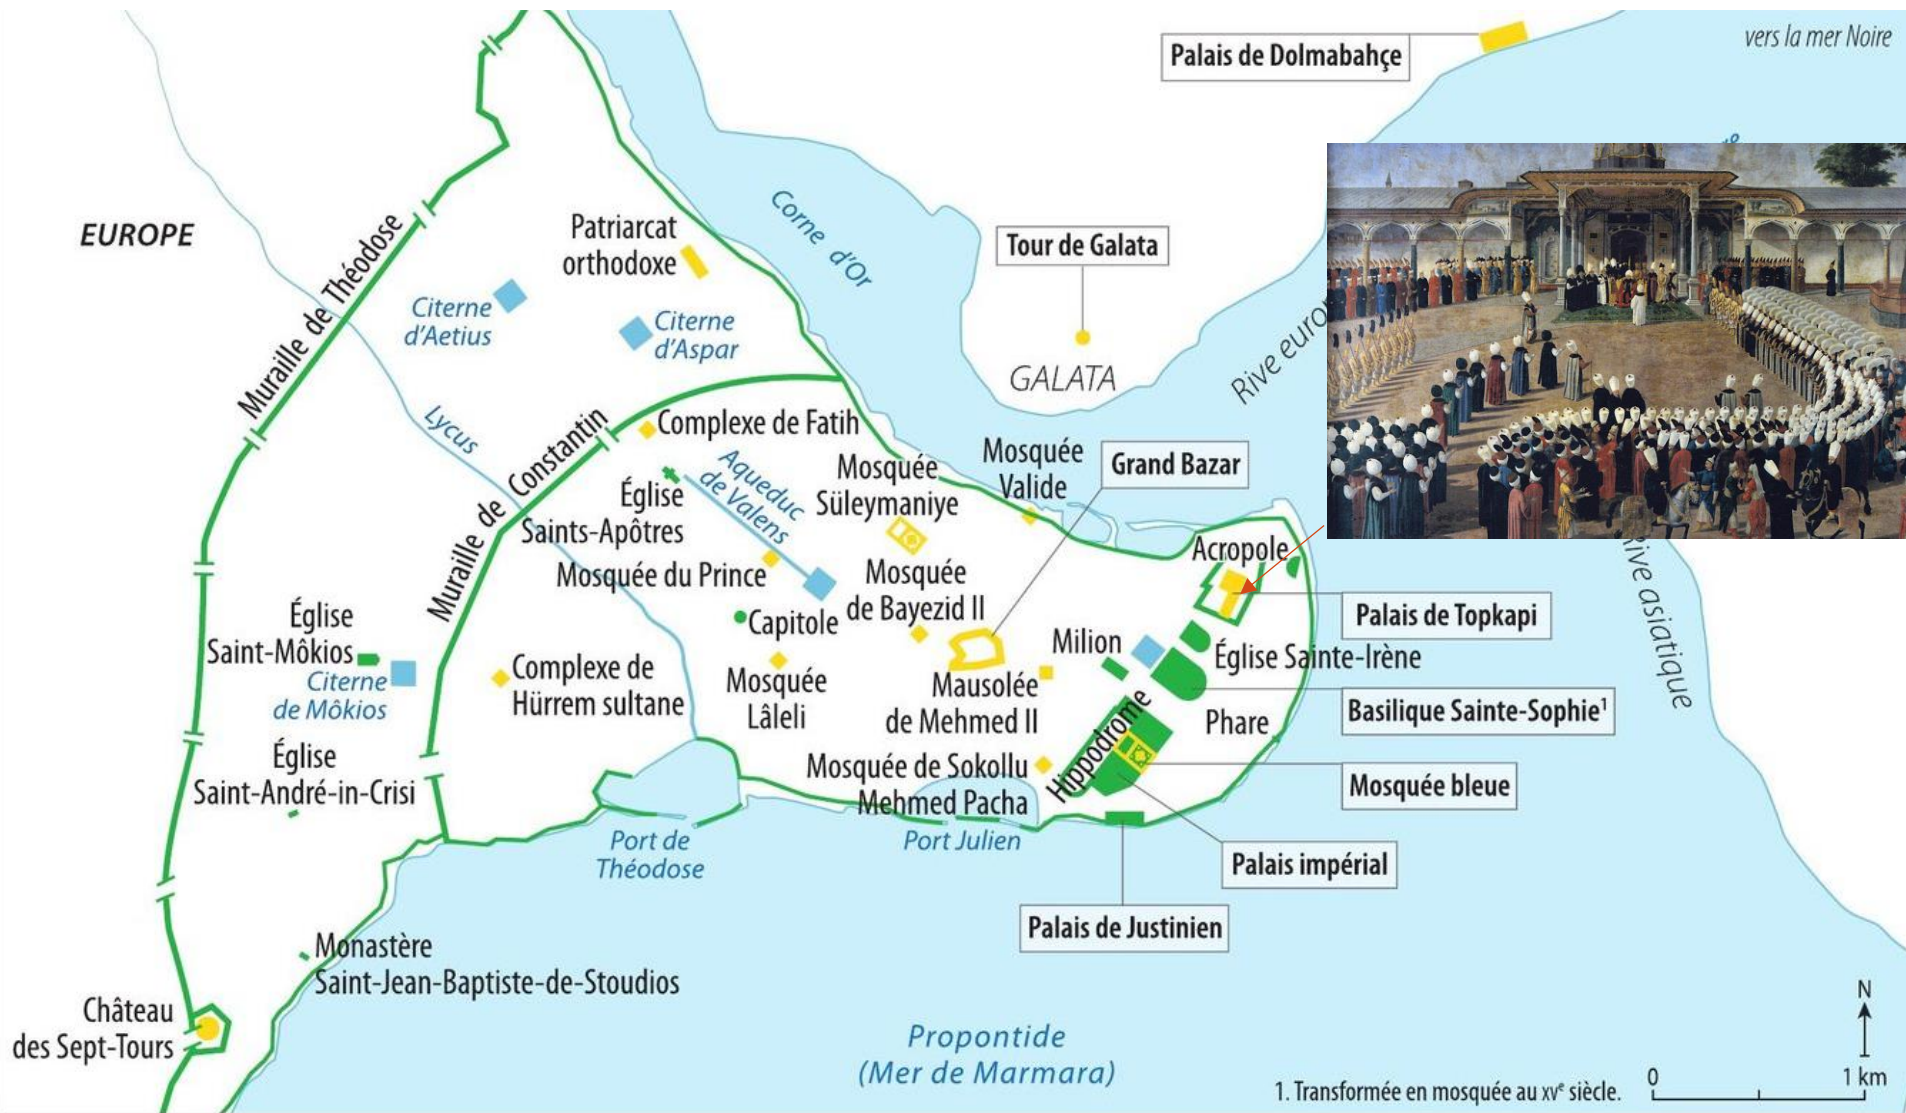 Palais de Dolmabahçe
vers la mer Noire
EUROPE
Muraille de Théodose
Patriarcat
orthodoxe
Corne d'Or
Tour de Galata
GALATA
Citerne
d'Aetius
Citerne
d'Aspar
Lycus
Muraille de Constantin
Complexe de Fatih
Aqueduc
de Valens
Église
Saints-Apôtres
Mosquée
Süleymaniye
Mosquée
Valide
Grand Bazar
Rive
Acropole
Mosquée du Prince
Mosquée
de Bayezid II
Capitole
Palais de Topkapi
Milion
Église Sainte-Irène
Rive asiatique
Église
Saint-Môkios
Citerne
de Môkios
Complexe de
Hürrem sultane
Mosquée
Lâleli
Mausolée
de Mehmed II
Basilique Sainte-Sophie¹
Phare
Hippodrome
Église
Saint-André-in-Crisi
Mosquée de Sokollu
Mehmed Pacha
Mosquée bleue
Port de
Théodose
Port Julien
Palais impérial
Palais de Justinien
Monastère
Saint-Jean-Baptiste-de-Stoudios
Château
des Sept-Tours
Propontide
(Mer de Marmara)
N
1. Transformée en mosquée au XVe siècle.
0
1 km